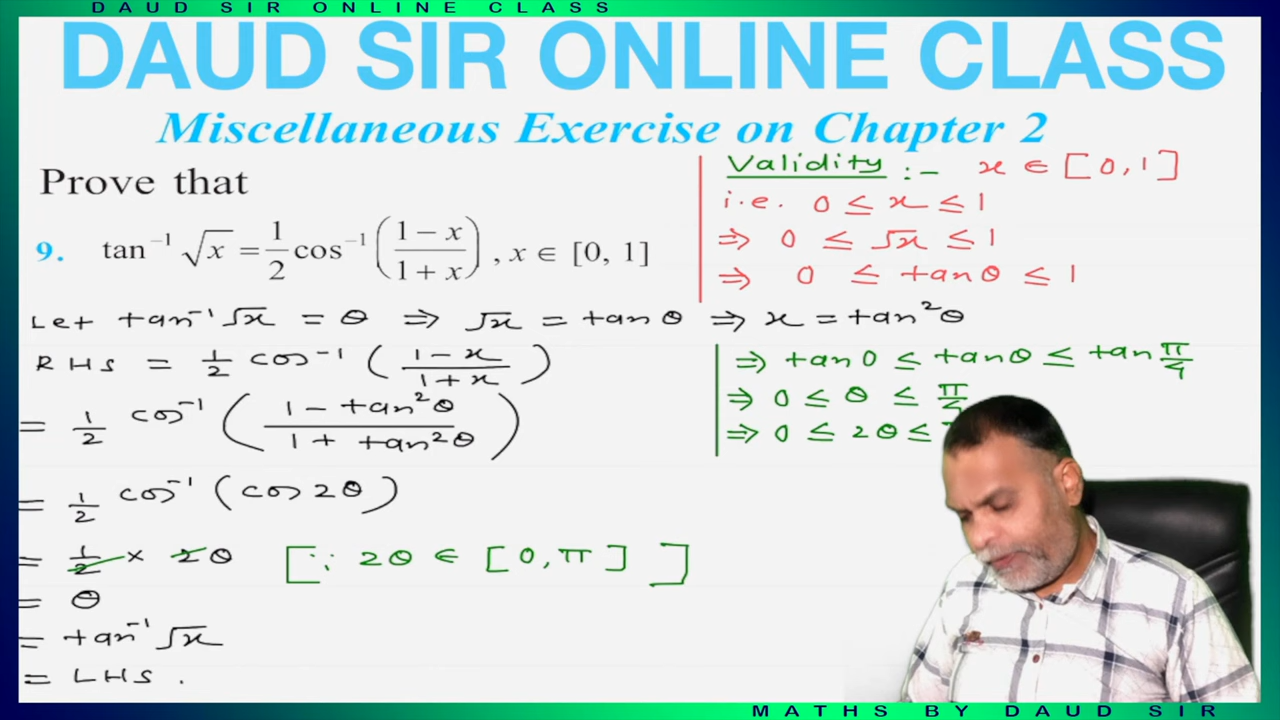 DAUD SIR ONLINE CLASS
DAUD SIR ONLINE CLASS
Miscellaneous Exercise on Chapter 2
Prove that
9. tan⁻¹ √x = 1/2 cos⁻¹ ((1 − x)/(1 + x)), x ∈ [0, 1]
Let tan⁻¹ √x = θ ⇒ √x = tan θ ⇒ x = tan²θ
RHS = 1/2 cos⁻¹ ((1 − x)/(1 + x))
= 1/2 cos⁻¹ ((1 − tan²θ)/(1 + tan²θ))
= 1/2 cos⁻¹ (cos 2θ)
= 1/2 × 2θ [∵ 2θ ∈ [0, π] ]
= θ
= tan⁻¹ √x
= LHS .
Validity :- x ∈ [0, 1]
i.e. 0 ≤ x ≤ 1
⇒ 0 ≤ √x ≤ 1
⇒ 0 ≤ tan θ ≤ 1
⇒ tan 0 ≤ tan θ ≤ tan π/4
⇒ 0 ≤ θ ≤ π/4
⇒ 0 ≤ 2θ ≤
MATHS BY DAUD SIR